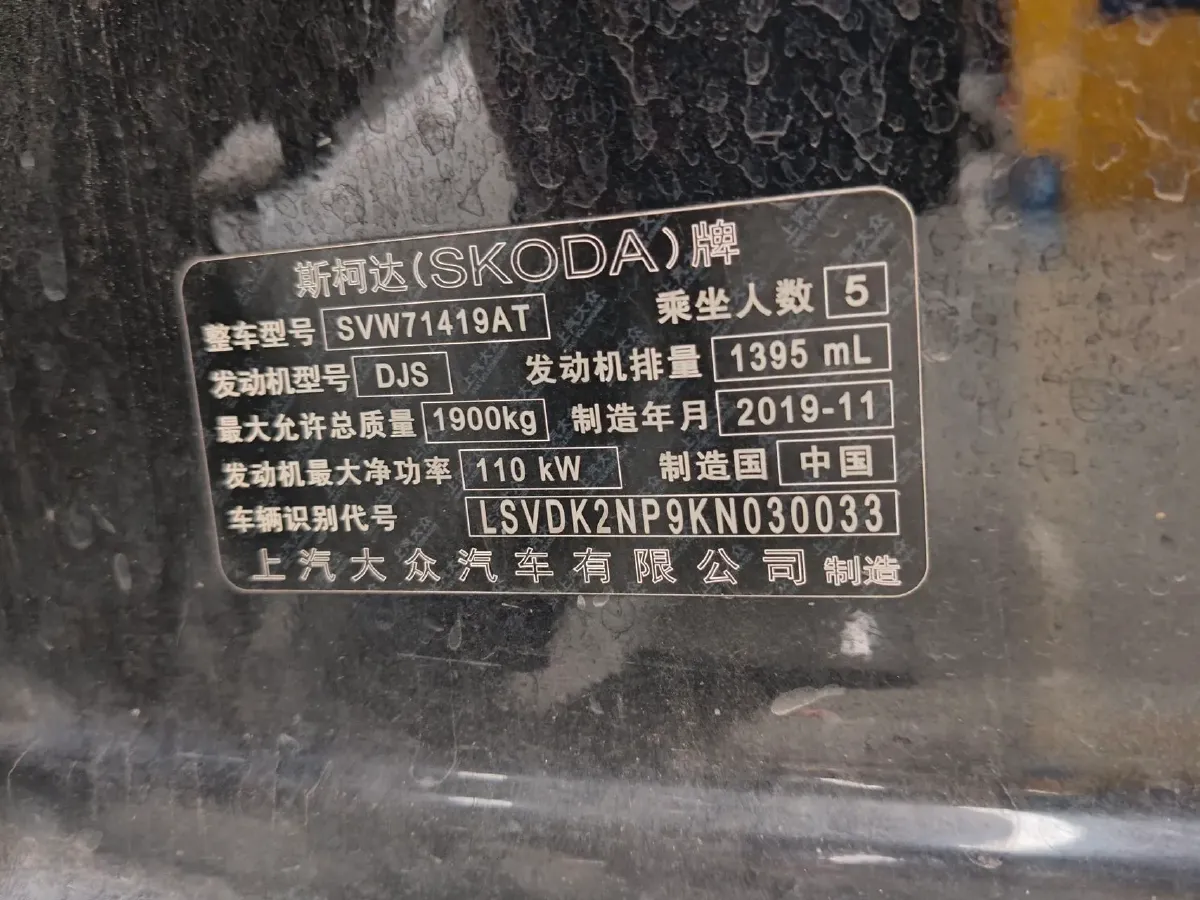 斯柯达(SKODA)牌
整车型号 SVW71419AT 乘坐人数 5
发动机型号 DJS 发动机排量 1395 mL
最大允许总质量 1900kg 制造年月 2019-11
发动机最大净功率 110 kW 制造国 中国
车辆识别代号 LSVDK2NP9KN030033
上汽大众汽车有限公司 制造